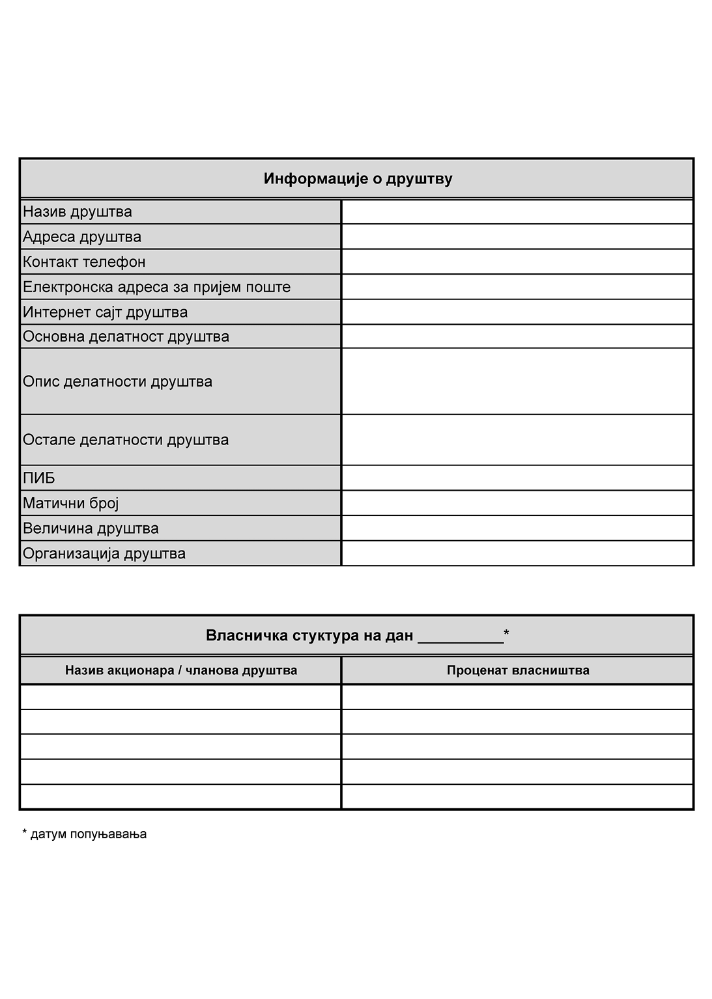 Информације о друштву
Назив друштва
Адреса друштва
Контакт телефон
Електронска адреса за пријем поште
Интернет сајт друштва
Основна делатност друштва
Опис делатности друштва
Остале делатности друштва
ПИБ
Матични број
Величина друштва
Организација друштва
Власничка стуктура на дан __________*
Назив акционара / чланова друштва
Проценат власништва
* датум попуњавања